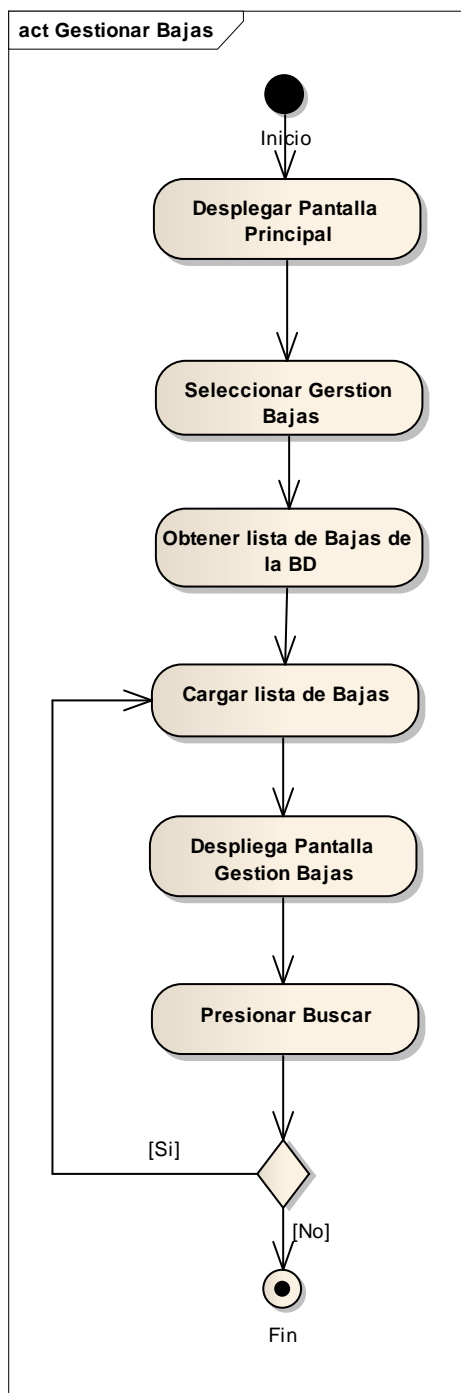 act Gestionar Bajas
Inicio
Desplegar Pantalla
Principal
Seleccionar Gerstion
Bajas
Obtener lista de Bajas de
la BD
Cargar lista de Bajas
Despliega Pantalla
Gestion Bajas
Presionar Buscar
[Si]
[No]
Fin